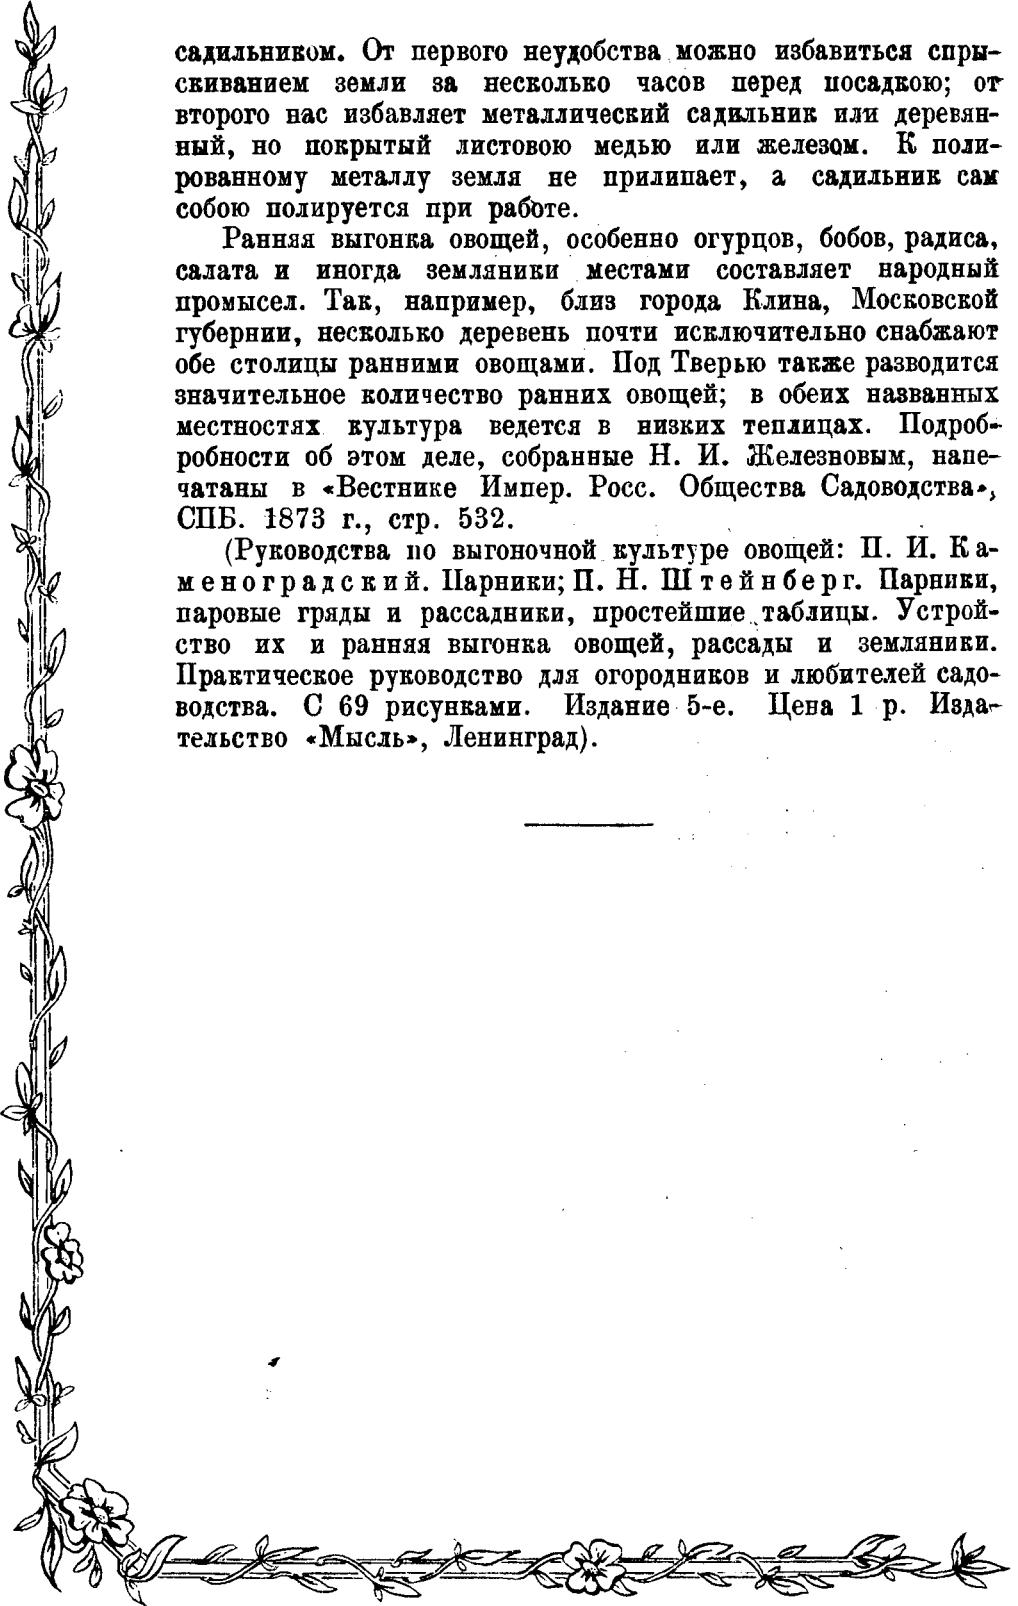 садильником. От первого неудобства можно избавиться спры-
скиванием земли за несколько часов перед посадкою; от
второго нас избавляет металлический садильник или деревян-
ный, но покрытый листовою медью или железом. К поли-
рованному металлу земля не прилипает, а садильник сам
собою полируется при работе.
Ранняя выгонка овощей, особенно огурцов, бобов, радиса,
салата и иногда земляники местами составляет народный
промысел. Так, например, близ города Клина, Московской
губернии, несколько деревень почти исключительно снабжают
обе столицы ранними овощами. Под Тверью также разводится
значительное количество ранних овощей; в обеих названных
местностях культура ведется в низких теплицах. Подроб-
робности об этом деле, собранные Н. И. Железновым, напе-
чатаны в «Вестнике Импер. Росс. Общества Садоводства»,
СПБ. 1873 г., стр. 532.
(Руководства по выгоночной культуре овощей: П. И. Ка-
меноградский. Парники; П. Н. Штейнберг. Парники,
паровые гряды и рассадники, простейшие таблицы. Устрой-
ство их и ранняя выгонка овощей, рассады и земляники.
Практическое руководство для огородников и любителей садо-
водства. С 69 рисунками. Издание 5-е. Цена 1 р. Изда-
тельство «Мысль», Ленинград).